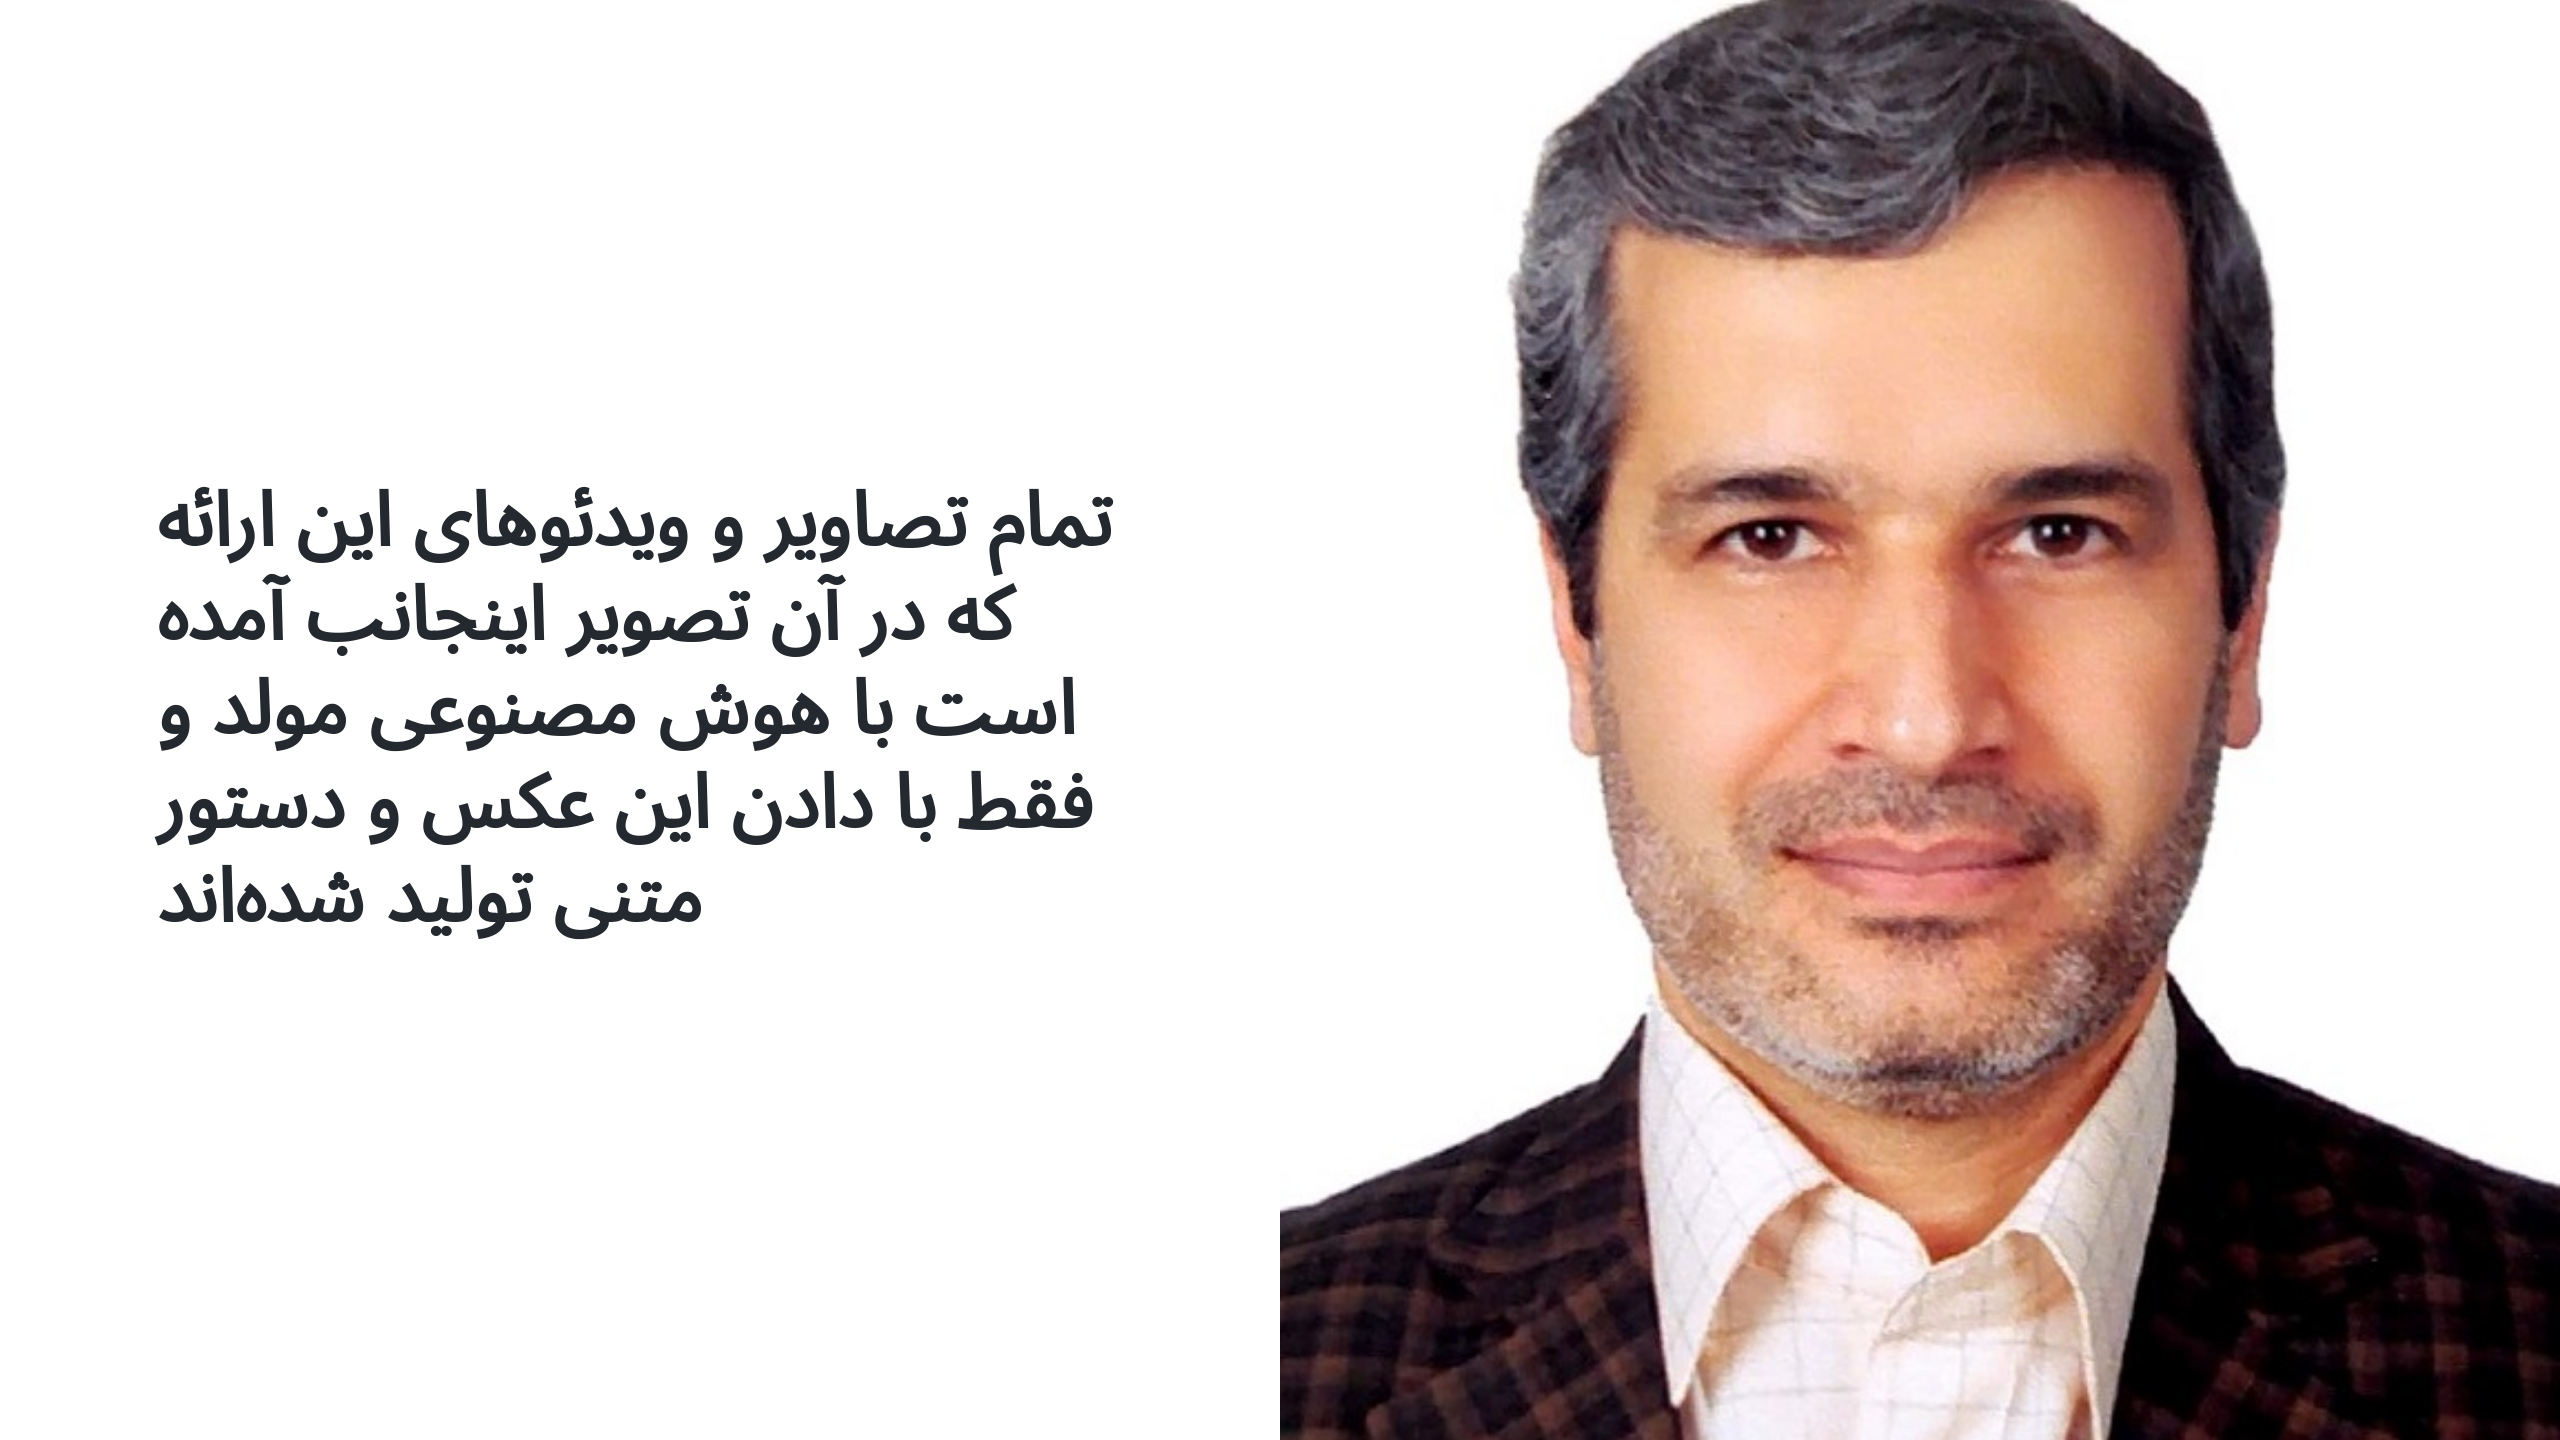 تمام تصاویر و ویدئوهای این ارائه
که در آن تصویر اینجانب آمده
است با هوش مصنوعی مولد و
فقط با دادن این عکس و دستور
متنی تولید شده‌اند